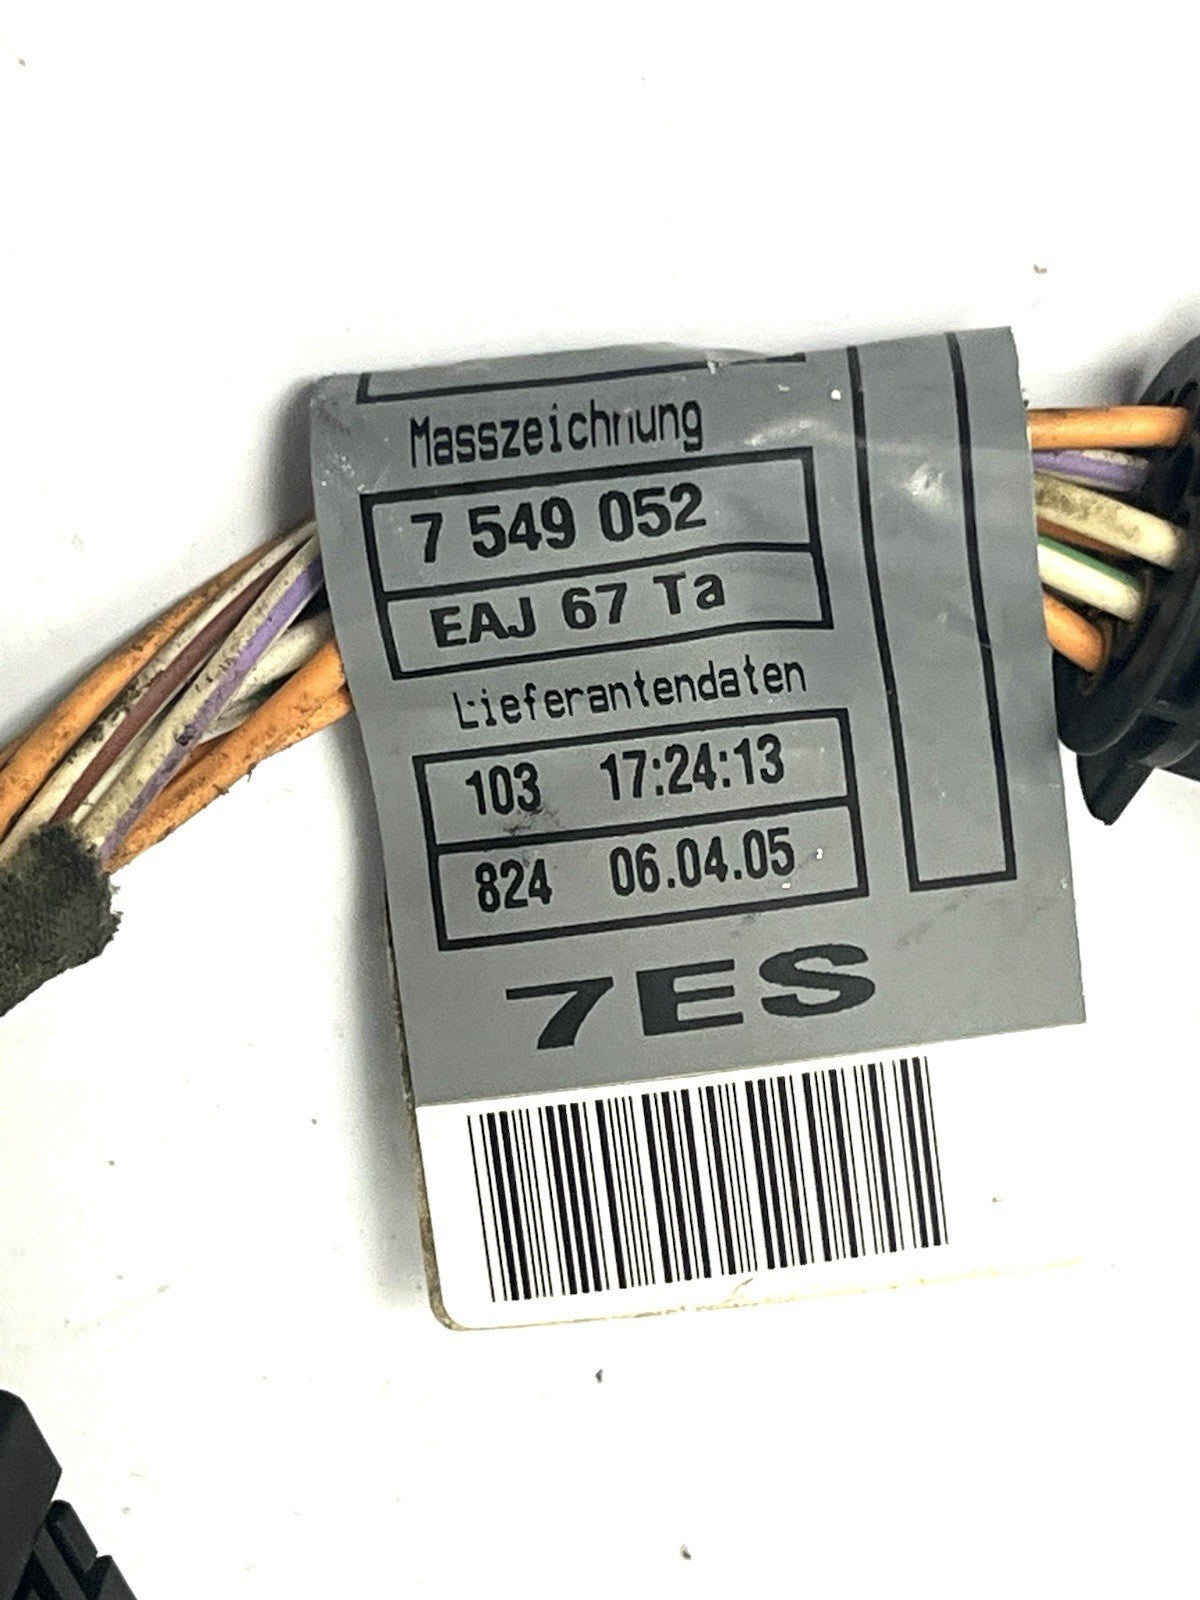 Masszeichnung
7 549 052
EAJ 67 Ta
Lieferantendaten
103 17:24:13
824 06.04.05
7ES